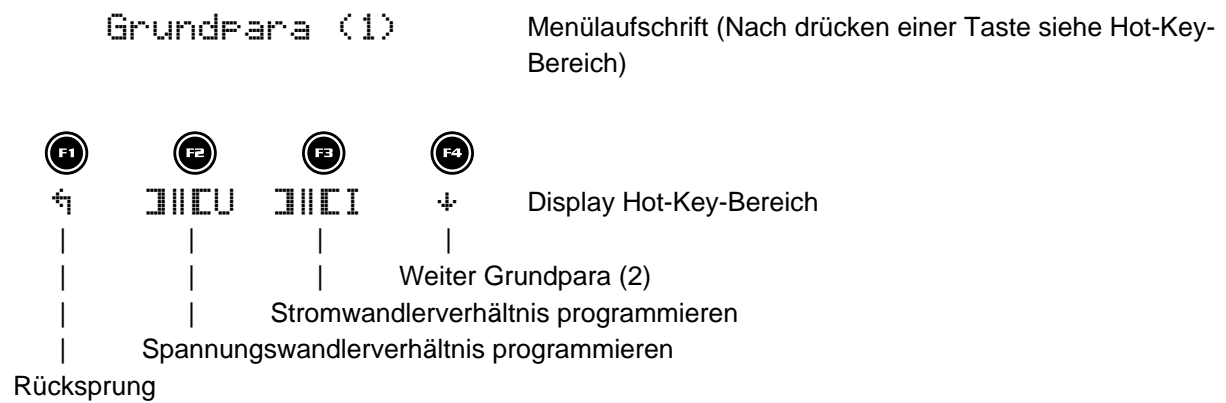 Grundpara (1) Menülaufschrift (Nach drücken einer Taste siehe Hot-Key-
Bereich)
F1 F2 F3 F4
U I Display Hot-Key-Bereich
Weiter Grundpara (2)
Stromwandlerverhältnis programmieren
Spannungswandlerverhältnis programmieren
Rücksprung